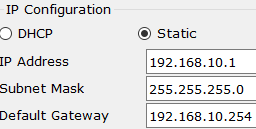 IP Configuration
DHCP Static
IP Address 192.168.10.1
Subnet Mask 255.255.255.0
Default Gateway 192.168.10.254